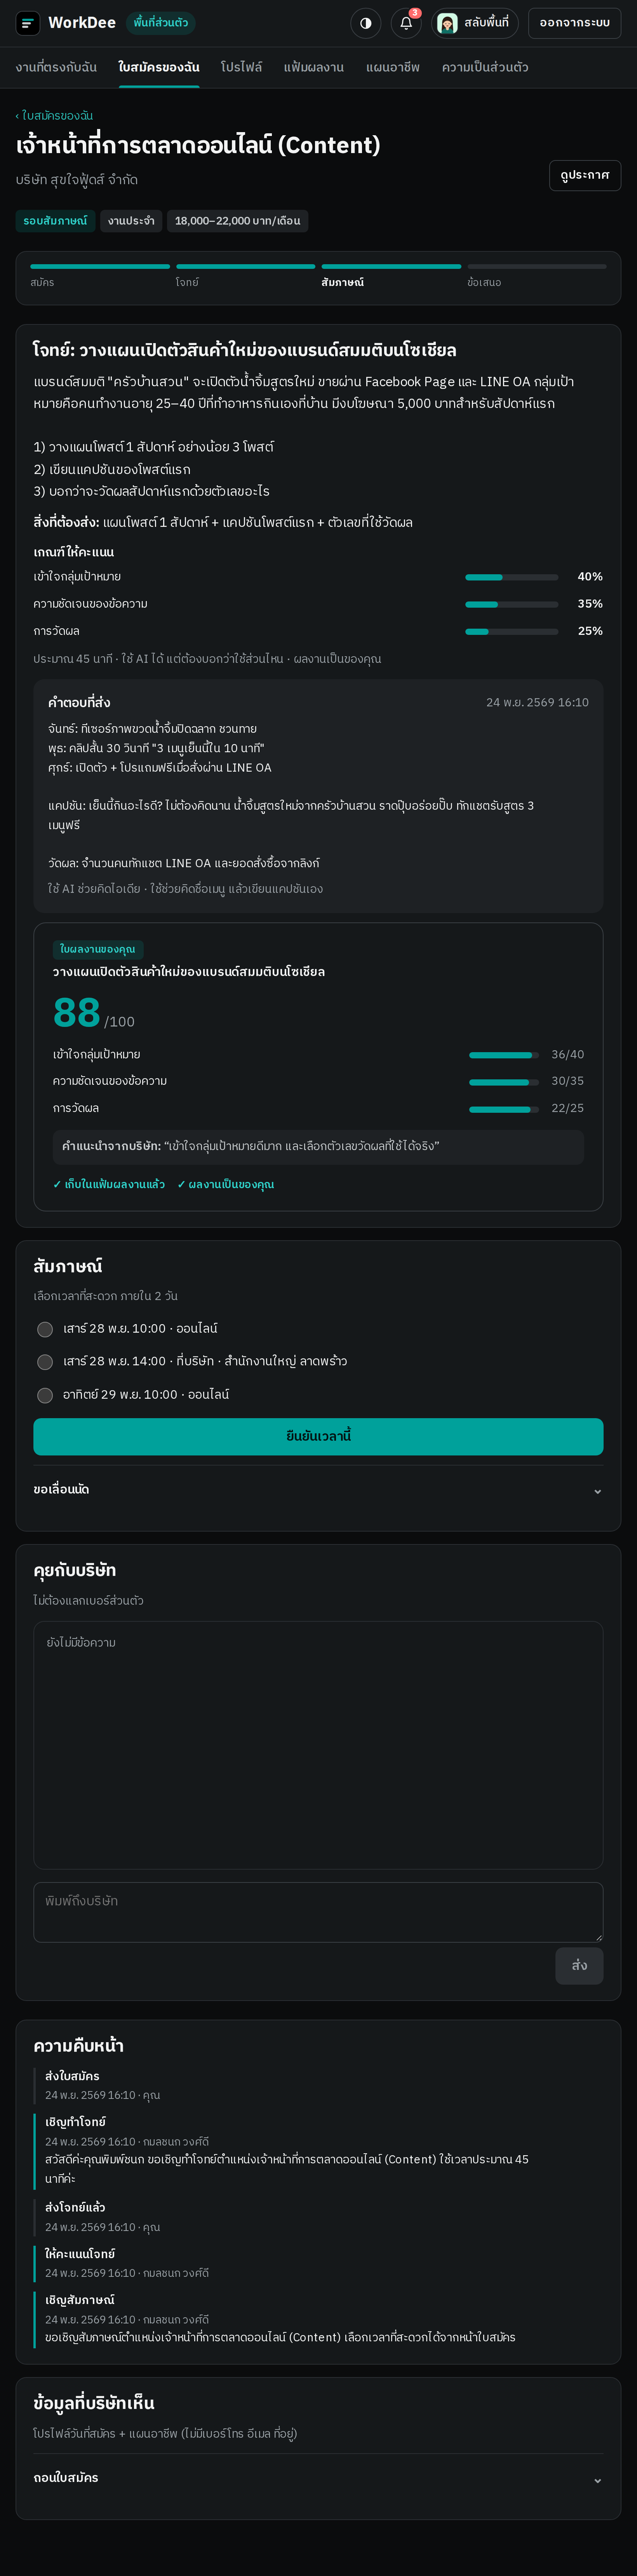 WorkDee พื้นที่ส่วนตัว 3 สลับพื้นที่ ออกจากระบบ
งานที่ตรงกับฉัน ใบสมัครของฉัน โปรไฟล์ แฟ้มผลงาน แผนอาชีพ ความเป็นส่วนตัว
‹ ใบสมัครของฉัน
เจ้าหน้าที่การตลาดออนไลน์ (Content)
บริษัท สุขใจฟู้ดส์ จำกัด
ดูประกาศ
รอบสัมภาษณ์ งานประจำ 18,000–22,000 บาท/เดือน
สมัคร โจทย์ สัมภาษณ์ ข้อเสนอ
โจทย์: วางแผนเปิดตัวสินค้าใหม่ของแบรนด์สมมติบนโซเชียล
แบรนด์สมมติ "ครัวบ้านสวน" จะเปิดตัวน้ำจิ้มสูตรใหม่ ขายผ่าน Facebook Page และ LINE OA กลุ่มเป้า
หมายคือคนทำงานอายุ 25–40 ปีที่ทำอาหารกินเองที่บ้าน มีงบโฆษณา 5,000 บาทสำหรับสัปดาห์แรก
1) วางแผนโพสต์ 1 สัปดาห์ อย่างน้อย 3 โพสต์
2) เขียนแคปชันของโพสต์แรก
3) บอกว่าจะวัดผลสัปดาห์แรกด้วยตัวเลขอะไร
สิ่งที่ต้องส่ง: แผนโพสต์ 1 สัปดาห์ + แคปชันโพสต์แรก + ตัวเลขที่ใช้วัดผล
เกณฑ์ให้คะแนน
เข้าใจกลุ่มเป้าหมาย 40%
ความชัดเจนของข้อความ 35%
การวัดผล 25%
ประมาณ 45 นาที · ใช้ AI ได้ แต่ต้องบอกว่าใช้ส่วนไหน · ผลงานเป็นของคุณ
คำตอบที่ส่ง 24 พ.ย. 2569 16:10
จันทร์: ทีเซอร์ภาพขวดน้ำจิ้มปิดฉลาก ชวนทาย
พุธ: คลิปสั้น 30 วินาที "3 เมนูเย็นนี้ใน 10 นาที"
ศุกร์: เปิดตัว + โปรแถมฟรีเมื่อสั่งผ่าน LINE OA
แคปชัน: เย็นนี้กินอะไรดี? ไม่ต้องคิดนาน น้ำจิ้มสูตรใหม่จากครัวบ้านสวน ราดปุ๊บอร่อยปั๊บ ทักแชตรับสูตร 3
เมนูฟรี
วัดผล: จำนวนคนทักแชต LINE OA และยอดสั่งซื้อจากลิงก์
ใช้ AI ช่วยคิดไอเดีย · ใช้ช่วยคิดชื่อเมนู แล้วเขียนแคปชันเอง
ใบผลงานของคุณ
วางแผนเปิดตัวสินค้าใหม่ของแบรนด์สมมติบนโซเชียล
88 /100
เข้าใจกลุ่มเป้าหมาย 36/40
ความชัดเจนของข้อความ 30/35
การวัดผล 22/25
คำแนะนำจากบริษัท: “เข้าใจกลุ่มเป้าหมายดีมาก และเลือกตัวเลขวัดผลที่ใช้ได้จริง”
✓ เก็บในแฟ้มผลงานแล้ว ✓ ผลงานเป็นของคุณ
สัมภาษณ์
เลือกเวลาที่สะดวก ภายใน 2 วัน
เสาร์ 28 พ.ย. 10:00 · ออนไลน์
เสาร์ 28 พ.ย. 14:00 · ที่บริษัท · สำนักงานใหญ่ ลาดพร้าว
อาทิตย์ 29 พ.ย. 10:00 · ออนไลน์
ยืนยันเวลานี้
ขอเลื่อนนัด
คุยกับบริษัท
ไม่ต้องแลกเบอร์ส่วนตัว
ยังไม่มีข้อความ
พิมพ์ถึงบริษัท
ส่ง
ความคืบหน้า
ส่งใบสมัคร
24 พ.ย. 2569 16:10 · คุณ
เชิญทำโจทย์
24 พ.ย. 2569 16:10 · กมลชนก วงศ์ดี
สวัสดีค่ะคุณพิมพ์ชนก ขอเชิญทำโจทย์ตำแหน่งเจ้าหน้าที่การตลาดออนไลน์ (Content) ใช้เวลาประมาณ 45
นาทีค่ะ
ส่งโจทย์แล้ว
24 พ.ย. 2569 16:10 · คุณ
ให้คะแนนโจทย์
24 พ.ย. 2569 16:10 · กมลชนก วงศ์ดี
เชิญสัมภาษณ์
24 พ.ย. 2569 16:10 · กมลชนก วงศ์ดี
ขอเชิญสัมภาษณ์ตำแหน่งเจ้าหน้าที่การตลาดออนไลน์ (Content) เลือกเวลาที่สะดวกได้จากหน้าใบสมัคร
ข้อมูลที่บริษัทเห็น
โปรไฟล์วันที่สมัคร + แผนอาชีพ (ไม่มีเบอร์โทร อีเมล ที่อยู่)
ถอนใบสมัคร